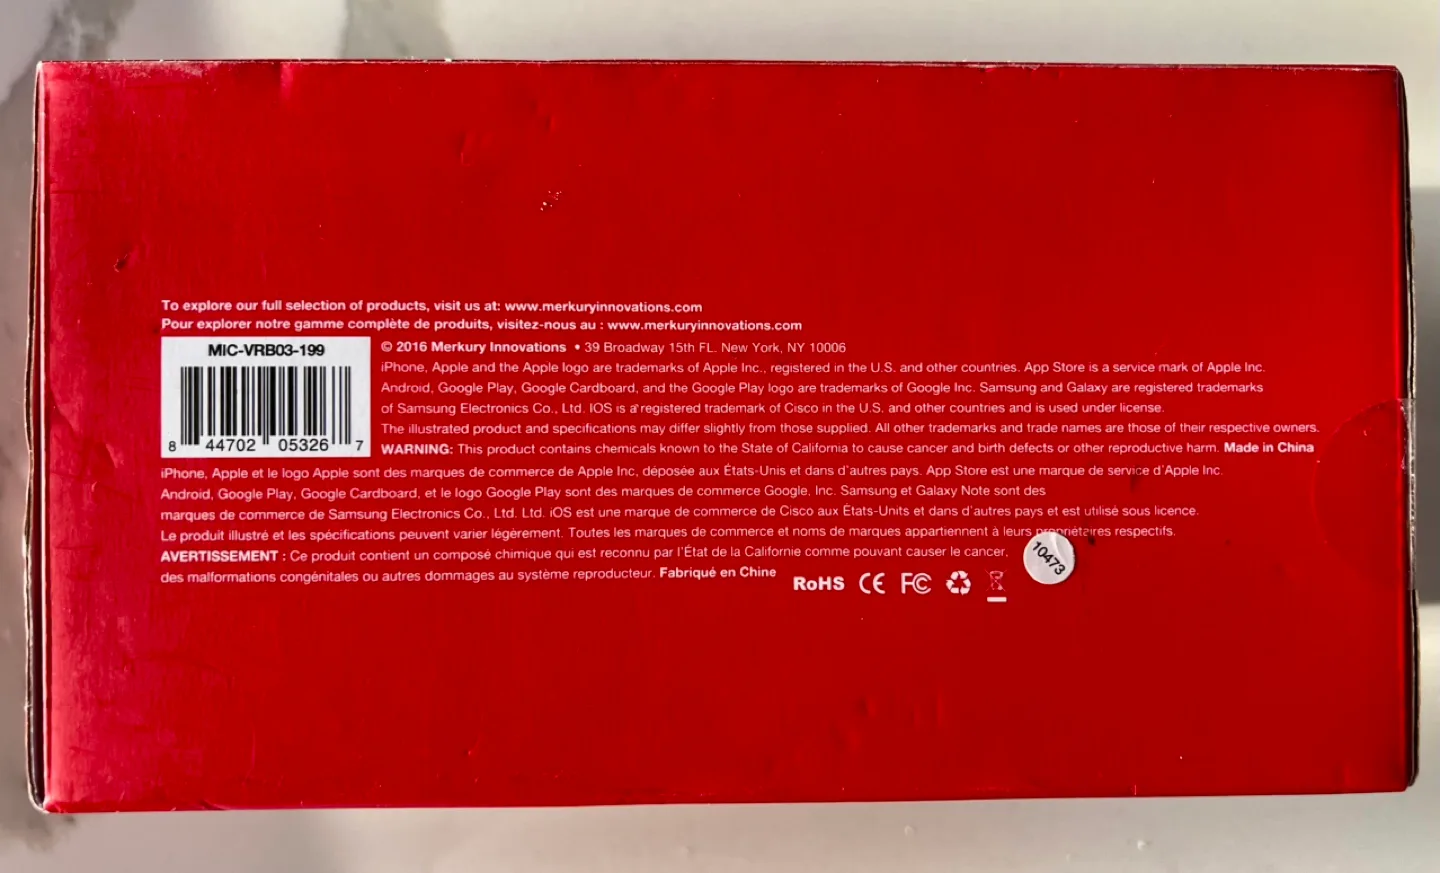 To explore our full selection of products, visit us at: www.merkuryinnovations.com
Pour explorer notre gamme complète de produits, visitez-nous au : www.merkuryinnovations.com
MIC-VRB03-199
8 44702 05326 7
© 2016 Merkury Innovations • 39 Broadway 15th FL. New York, NY 10006
iPhone, Apple and the Apple logo are trademarks of Apple Inc., registered in the U.S. and other countries. App Store is a service mark of Apple Inc.
Android, Google Play, Google Cardboard, and the Google Play logo are trademarks of Google Inc. Samsung and Galaxy are registered trademarks
of Samsung Electronics Co., Ltd. IOS is a registered trademark of Cisco in the U.S. and other countries and is used under license.
The illustrated product and specifications may differ slightly from those supplied. All other trademarks and trade names are those of their respective owners.
WARNING: This product contains chemicals known to the State of California to cause cancer and birth defects or other reproductive harm. Made in China
iPhone, Apple et le logo Apple sont des marques de commerce de Apple Inc, déposée aux États-Unis et dans d'autres pays. App Store est une marque de service d'Apple Inc.
Android, Google Play, Google Cardboard, et le logo Google Play sont des marques de commerce Google, Inc. Samsung et Galaxy Note sont des
marques de commerce de Samsung Electronics Co., Ltd. Ltd. iOS est une marque de commerce de Cisco aux États-Unis et dans d'autres pays et est utilisé sous licence.
Le produit illustré et les spécifications peuvent varier légèrement. Toutes les marques de commerce et noms de marques appartiennent à leurs propriétaires respectifs.
AVERTISSEMENT : Ce produit contient un composé chimique qui est reconnu par l'État de la Californie comme pouvant causer le cancer,
des malformations congénitales ou autres dommages au système reproducteur. Fabriqué en Chine
RoHS CE FC
10473